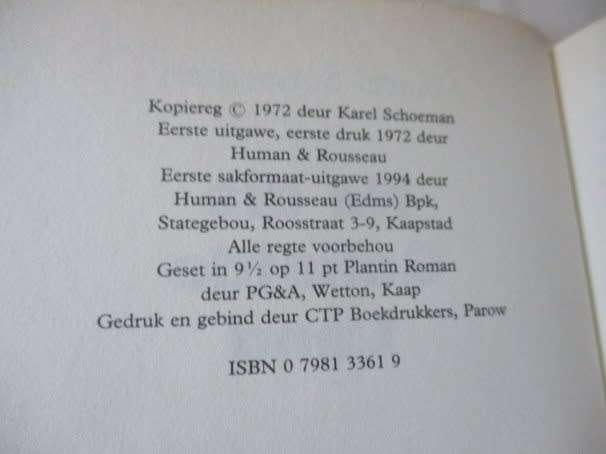 Kopiereg © 1972 deur Karel Schoeman
Eerste uitgawe, eerste druk 1972 deur
Human & Rousseau
Eerste sakformaat-uitgawe 1994 deur
Human & Rousseau (Edms) Bpk,
Stategebou, Roosstraat 3-9, Kaapstad
Alle regte voorbehou
Geset in 9½ op 11 pt Plantin Roman
deur PG&A, Wetton, Kaap
Gedruk en gebind deur CTP Boekdrukkers, Parow
ISBN 0 7981 3361 9